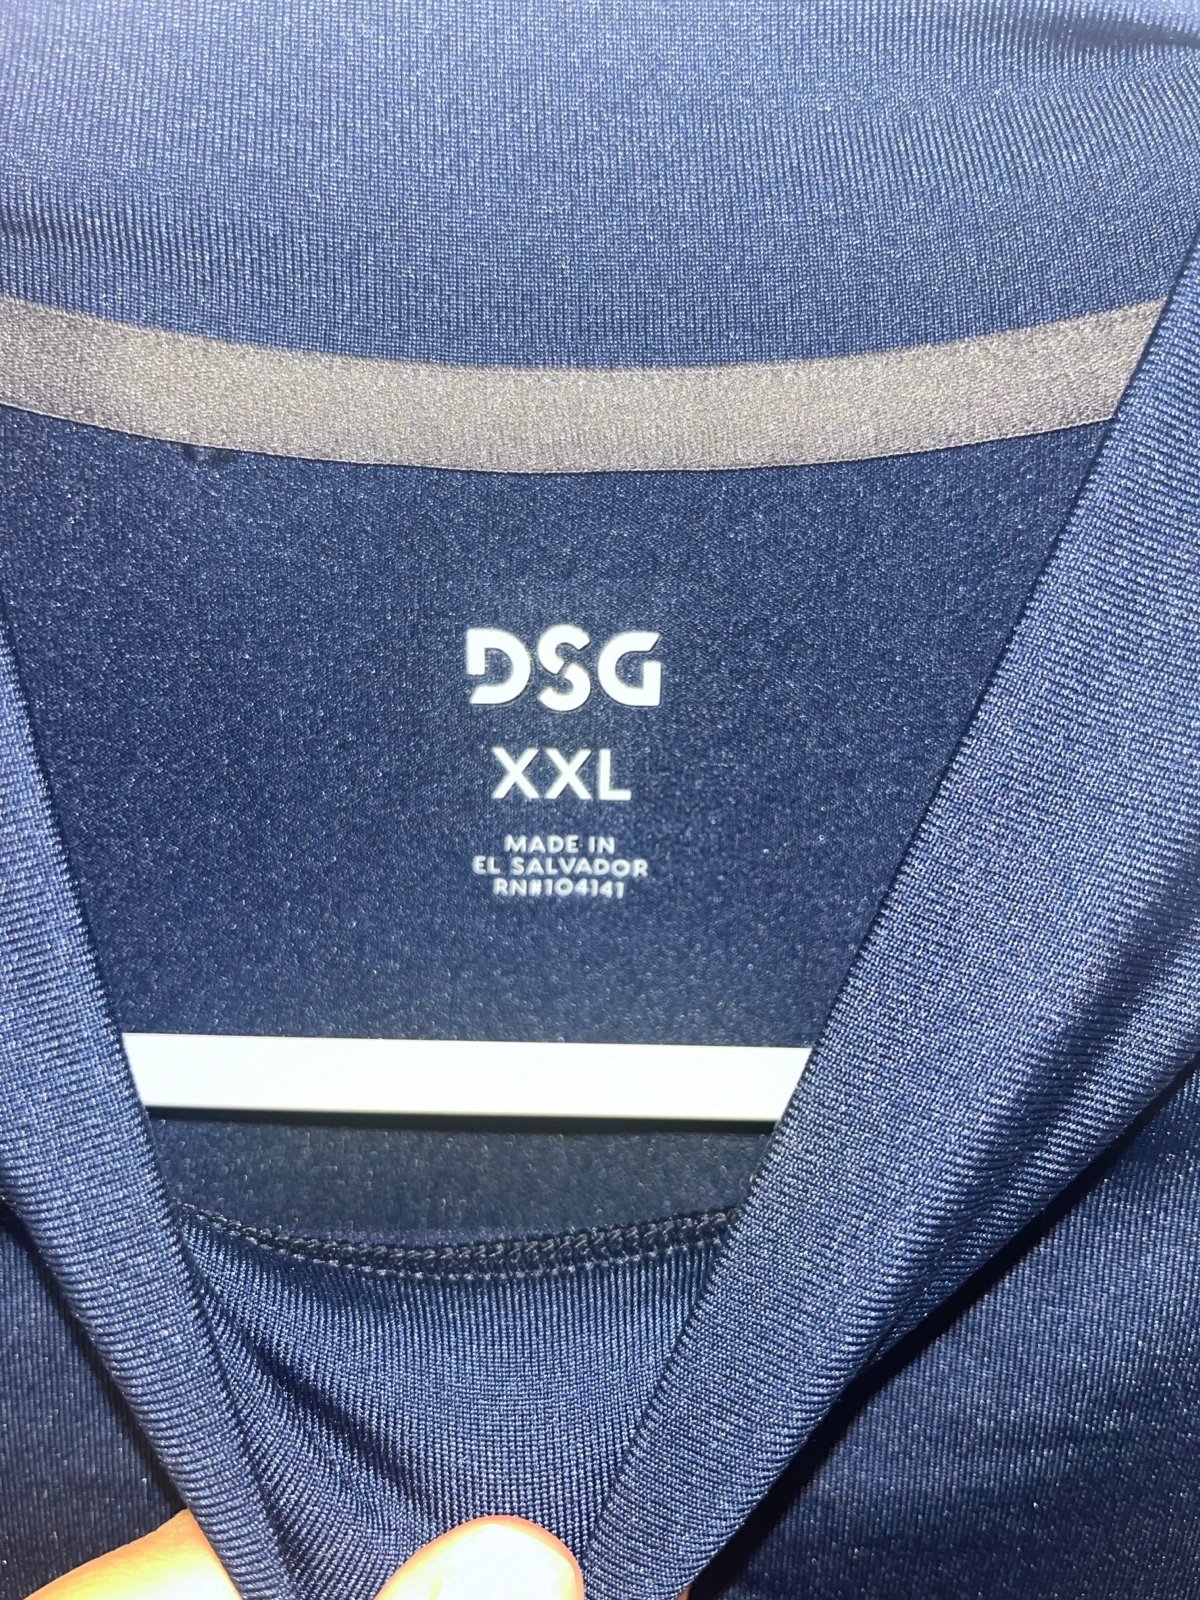 DSG
XXL
MADE IN
EL SALVADOR
RN#104141